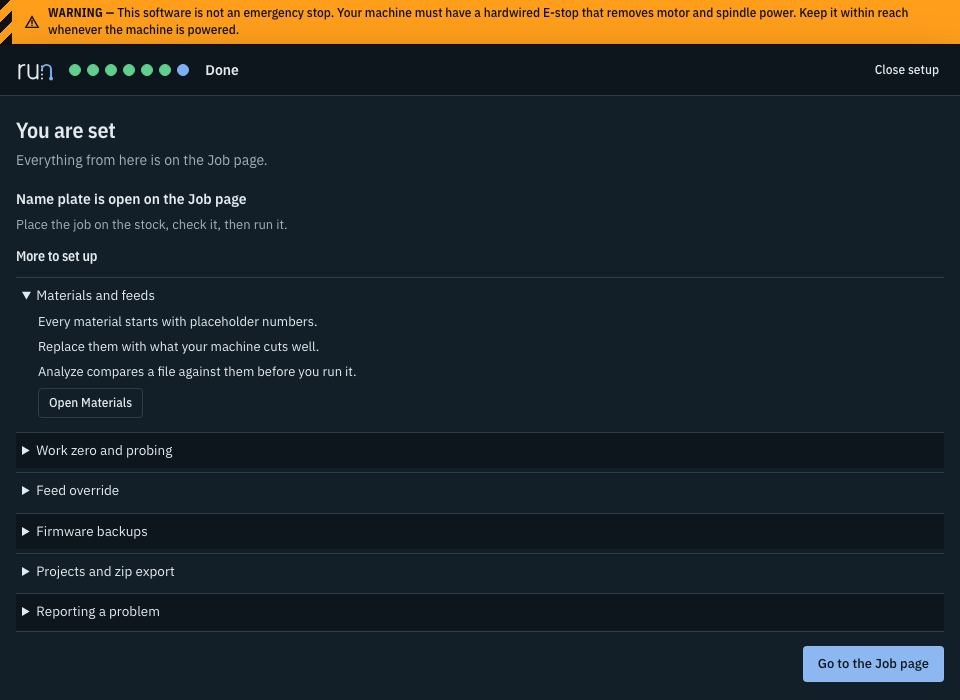 WARNING — This software is not an emergency stop. Your machine must have a hardwired E-stop that removes motor and spindle power. Keep it within reach
whenever the machine is powered.
run
Done
Close setup
You are set
Everything from here is on the Job page.
Name plate is open on the Job page
Place the job on the stock, check it, then run it.
More to set up
Materials and feeds
Every material starts with placeholder numbers.
Replace them with what your machine cuts well.
Analyze compares a file against them before you run it.
Open Materials
Work zero and probing
Feed override
Firmware backups
Projects and zip export
Reporting a problem
Go to the Job page